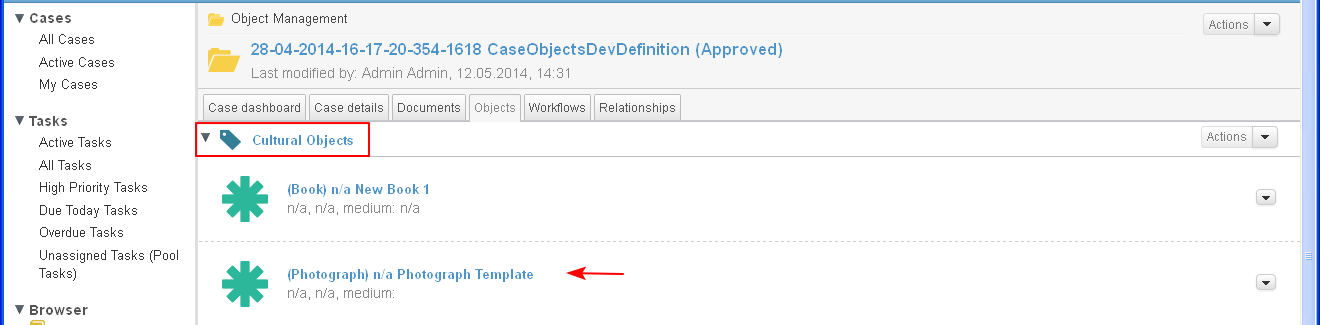 Cases
All Cases
Active Cases
My Cases
Tasks
Active Tasks
All Tasks
High Priority Tasks
Due Today Tasks
Overdue Tasks
Unassigned Tasks (Pool
Tasks)
Browser
Object Management
Actions
28-04-2014-16-17-20-354-1618 CaseObjectsDevDefinition (Approved)
Last modified by: Admin Admin, 12.05.2014, 14:31
Case dashboard Case details Documents Objects Workflows Relationships
Cultural Objects
Actions
(Book) n/a New Book 1
n/a, n/a, medium: n/a
(Photograph) n/a Photograph Template
n/a, n/a, medium: